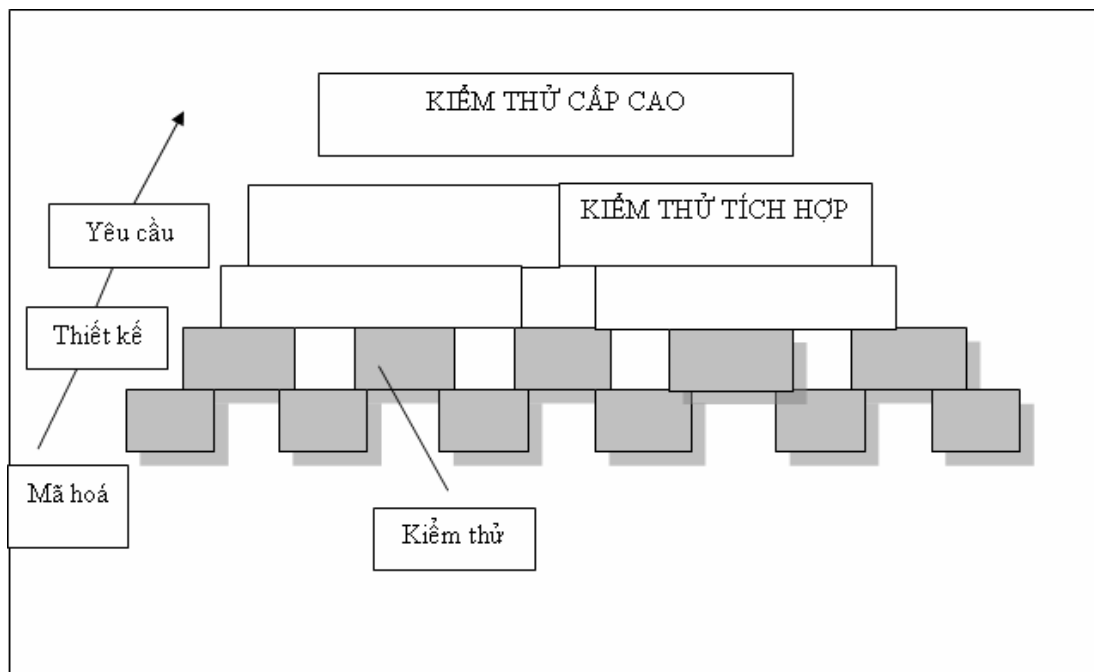 KIỂM THỬ CẤP CAO
KIỂM THỬ TÍCH HỢP
Yêu cầu
Thiết kế
Mã hoá
Kiểm thử